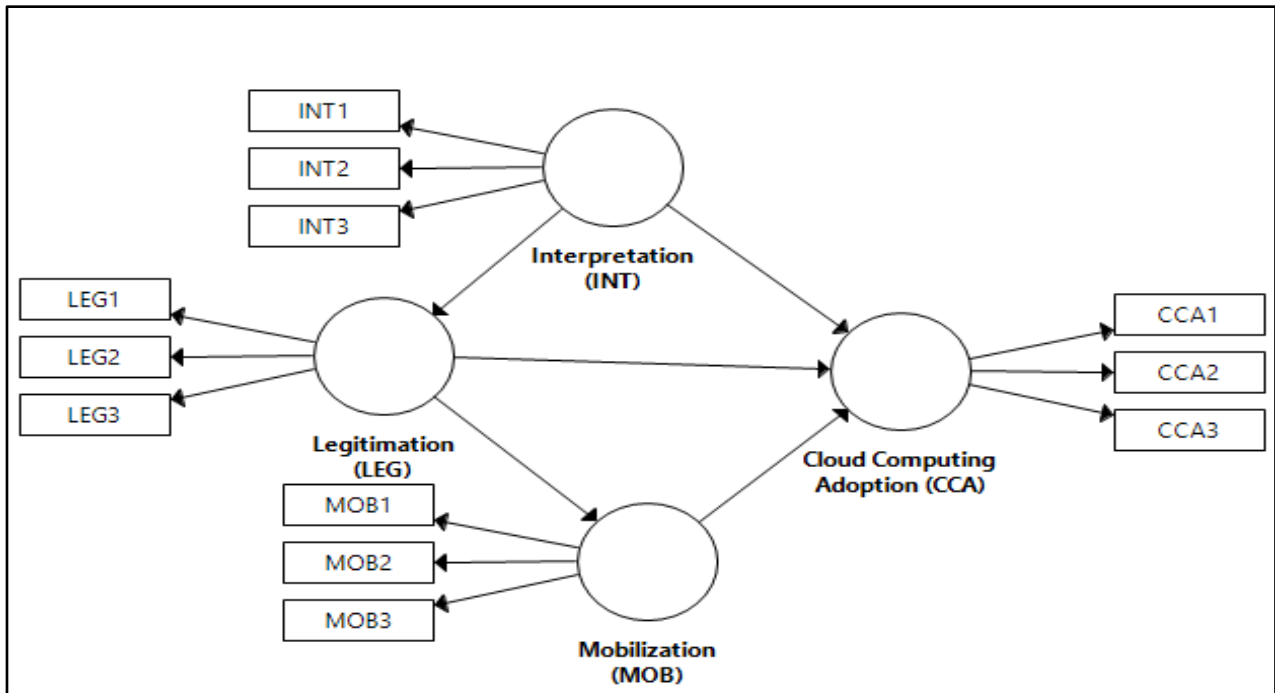 INT1
INT2
INT3
Interpretation
(INT)
LEG1
LEG2
LEG3
Legitimation
(LEG)
CCA1
CCA2
CCA3
Cloud Computing
Adoption (CCA)
MOB1
MOB2
MOB3
Mobilization
(MOB)